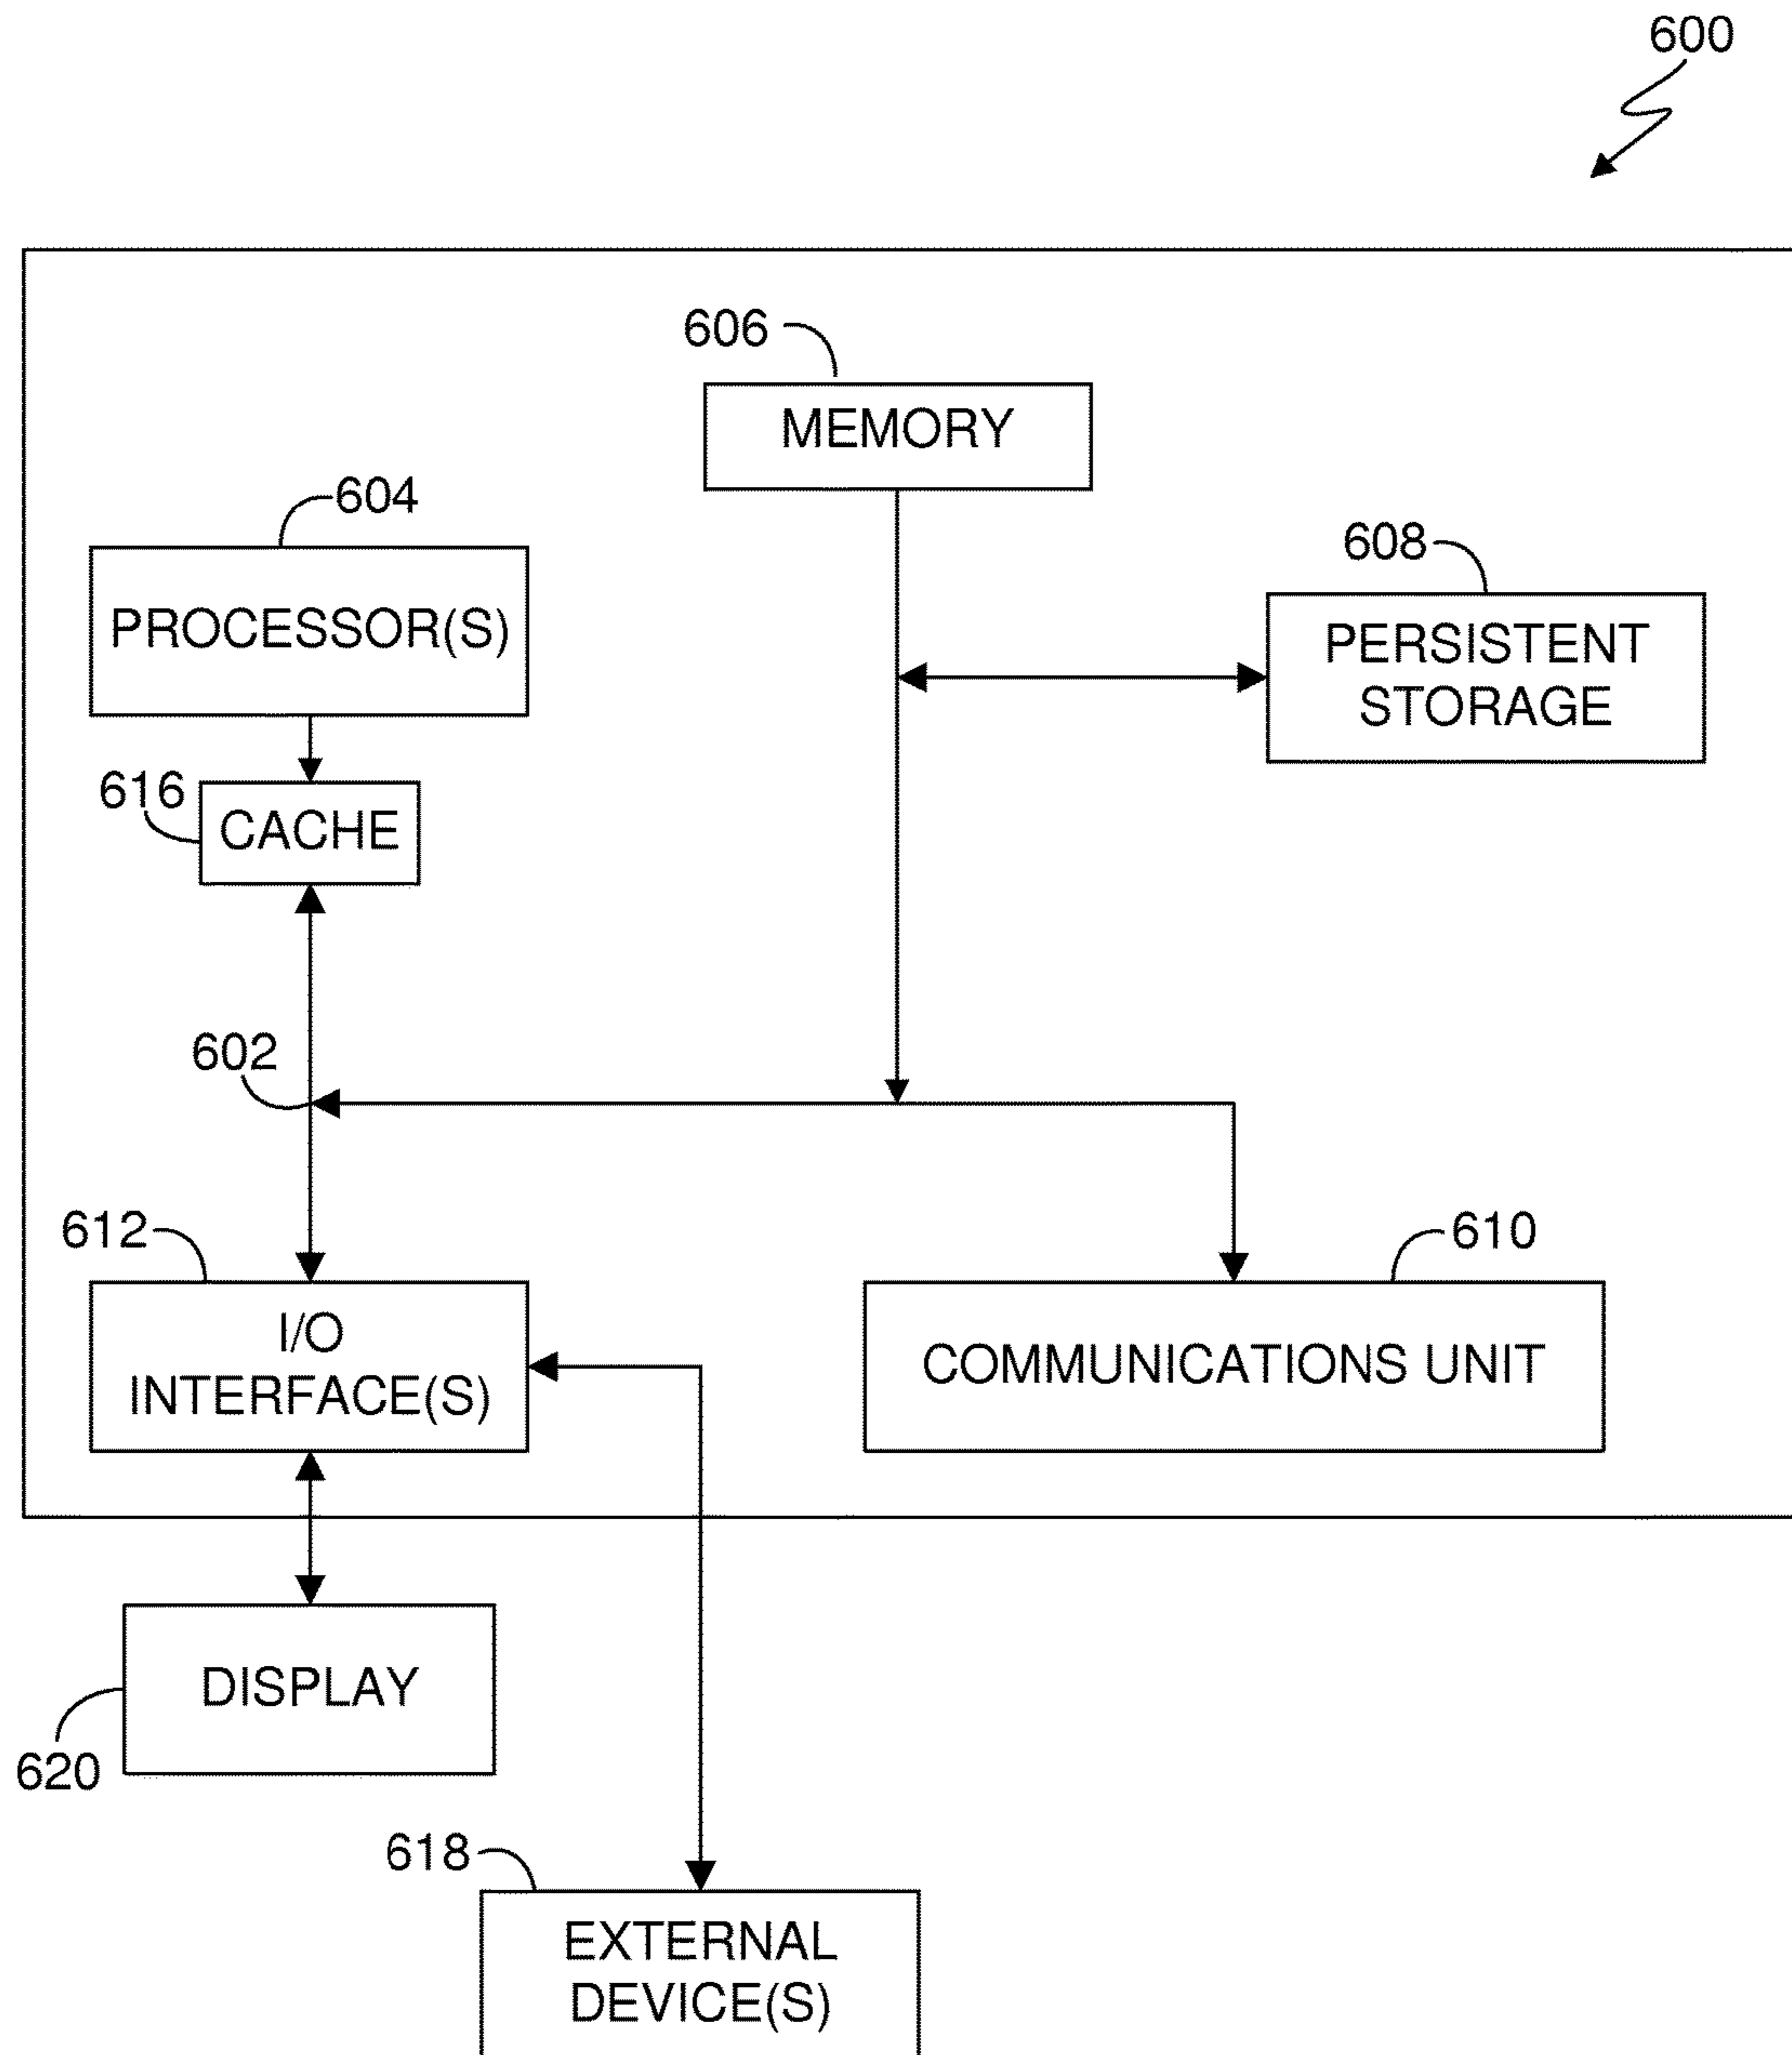 600
606
MEMORY
604
608
PROCESSOR(S)
PERSISTENT
STORAGE
616
CACHE
602
612
610
I/O
INTERFACE(S)
COMMUNICATIONS UNIT
DISPLAY
620
618
EXTERNAL
DEVICE(S)